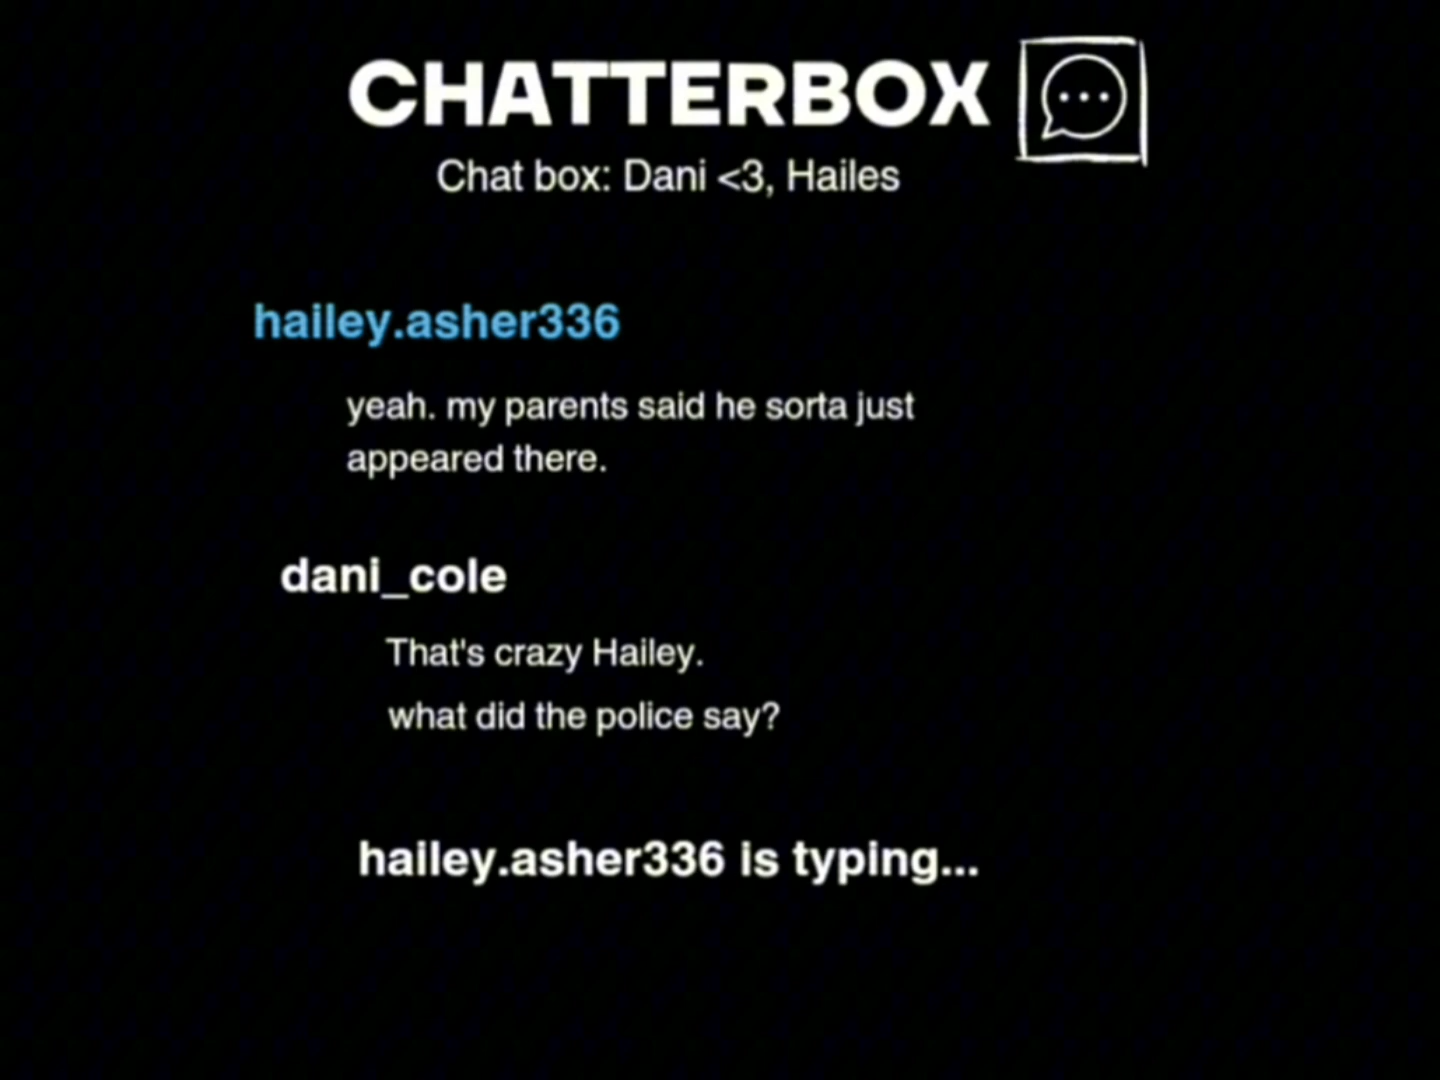 CHATTERBOX
Chat box: Dani <3, Hailes
hailey.asher336
yeah. my parents said he sorta just
appeared there.
dani_cole
That's crazy Hailey.
what did the police say?
hailey.asher336 is typing...